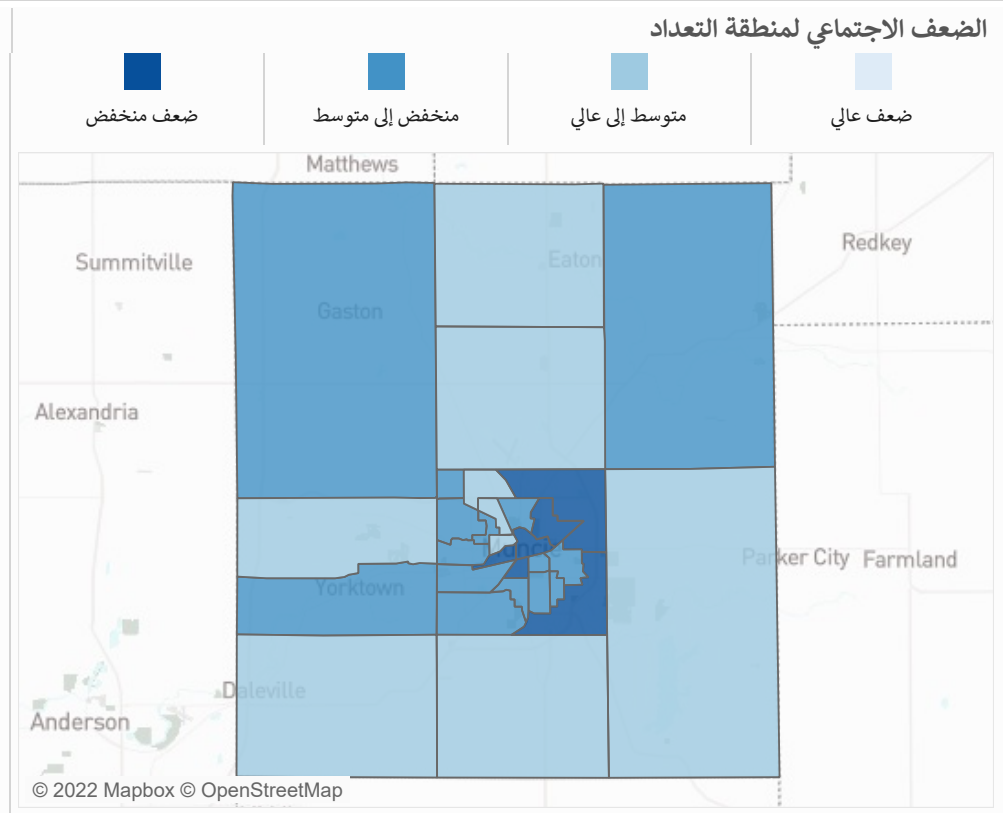 الضعف الاجتماعي لمنطقة التعداد
ضعف عالي
متوسط إلى عالي
منخفض إلى متوسط
ضعف منخفض
Matthews
Redkey
Summitville
Eaton
Gaston
Alexandria
Muncie
Parker City
Farmland
Yorktown
Daleville
Anderson
© 2022 Mapbox © OpenStreetMap